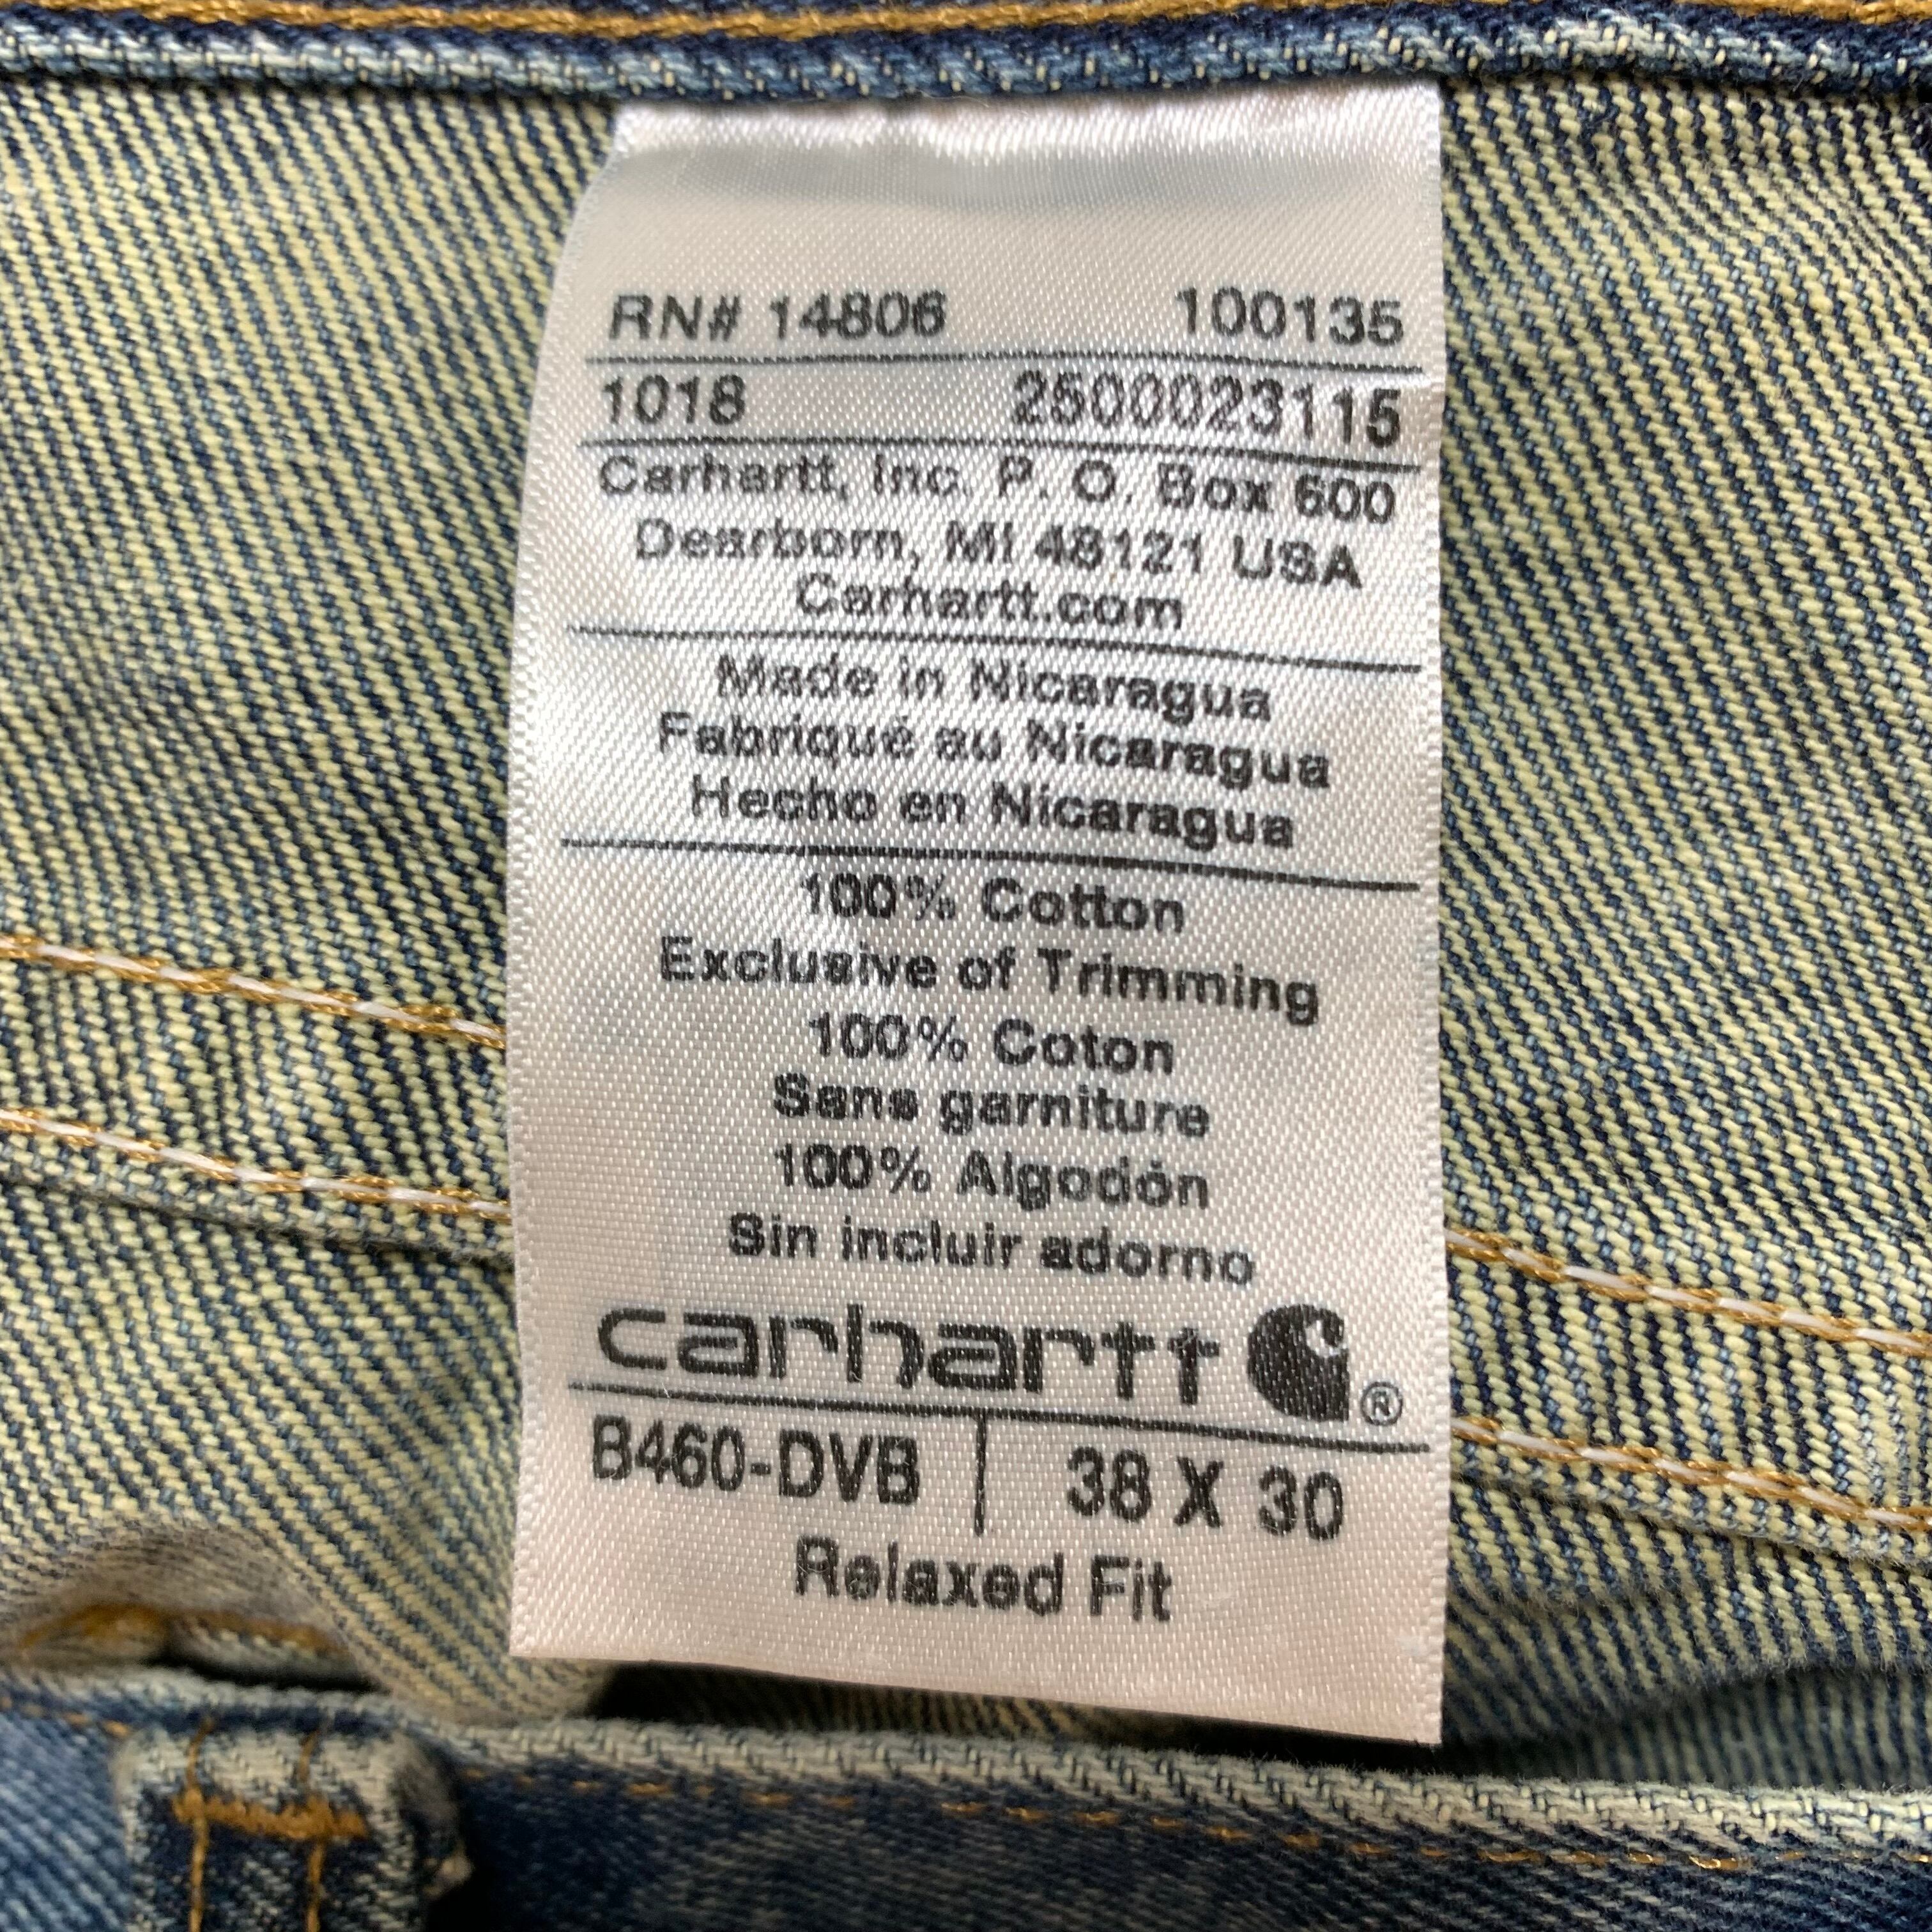 RN# 14806 100135
1018 2500023115
Carhartt, Inc. P. O. Box 600
Dearborn, MI 48121 USA
Carhartt.com
Made in Nicaragua
Fabriqué au Nicaragua
Hecho en Nicaragua
100% Cotton
Exclusive of Trimming
100% Coton
Sans garniture
100% Algodón
Sin incluir adorno
carhartt ®
B460-DVB | 38 X 30
Relaxed Fit